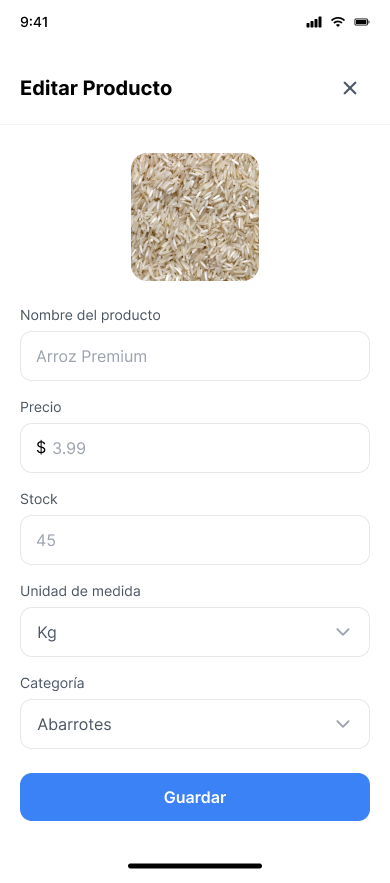 9:41
Editar Producto
Nombre del producto
Arroz Premium
Precio
$ 3.99
Stock
45
Unidad de medida
Kg
Categoría
Abarrotes
Guardar